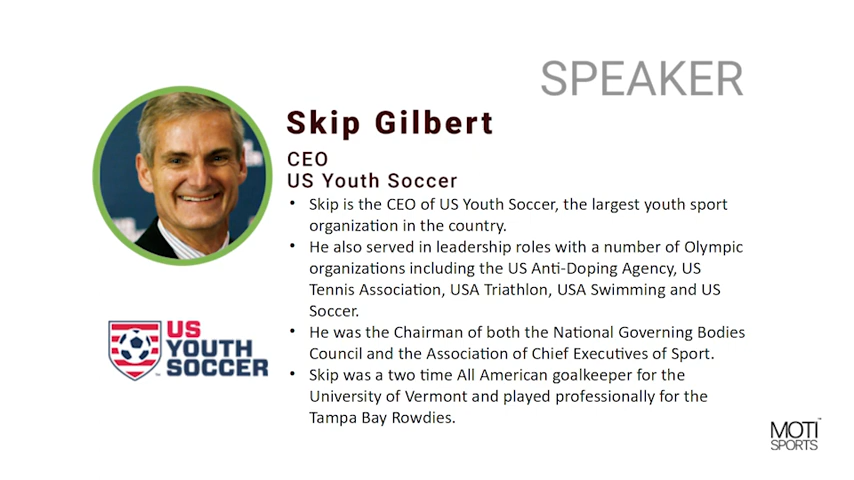 SPEAKER
Skip Gilbert
CEO
US Youth Soccer
• Skip is the CEO of US Youth Soccer, the largest youth sport
organization in the country.
• He also served in leadership roles with a number of Olympic
organizations including the US Anti-Doping Agency, US
Tennis Association, USA Triathlon, USA Swimming and US
Soccer.
• He was the Chairman of both the National Governing Bodies
Council and the Association of Chief Executives of Sport.
• Skip was a two time All American goalkeeper for the
University of Vermont and played professionally for the
Tampa Bay Rowdies.
US
YOUTH
SOCCER
MOTI
SPORTS